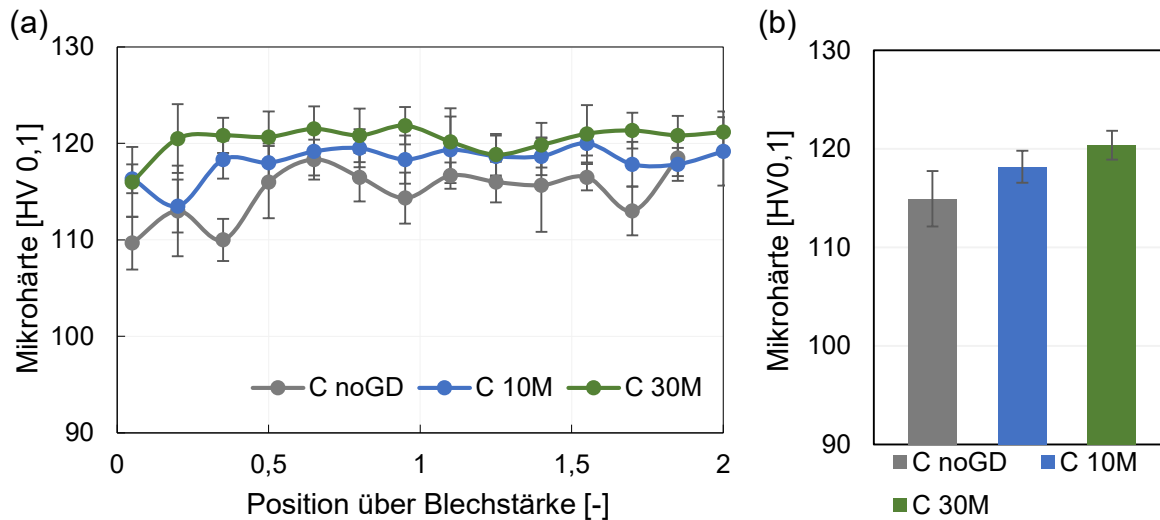 (a)
130
120
110
100
90
Mikrohärte [HV 0,1]
C noGD C 10M C 30M
0 0,5 1 1,5 2
Position über Blechstärke [-]
(b)
130
120
110
100
90
Mikrohärte [HV0,1]
C noGD C 10M
C 30M